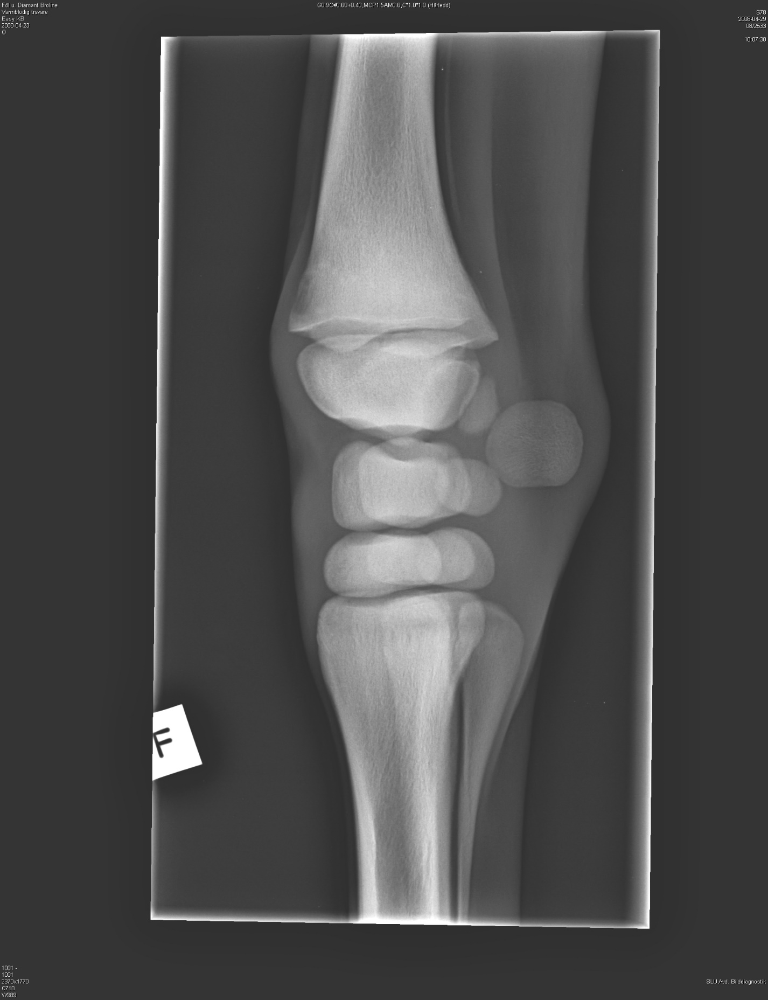 Föl u. Diamant Broline
Varmblodig travare
Easy KB
2008-04-23
O
G0.9O#0.60+0.40,MCP1.5AM0.6,C*1.0*1.0 (Härledd)
S78
2008-04-29
08/2533
10:07:30
F
1001 -
1001
2370x1770
C710
W989
SLU Avd. Bilddiagnostik